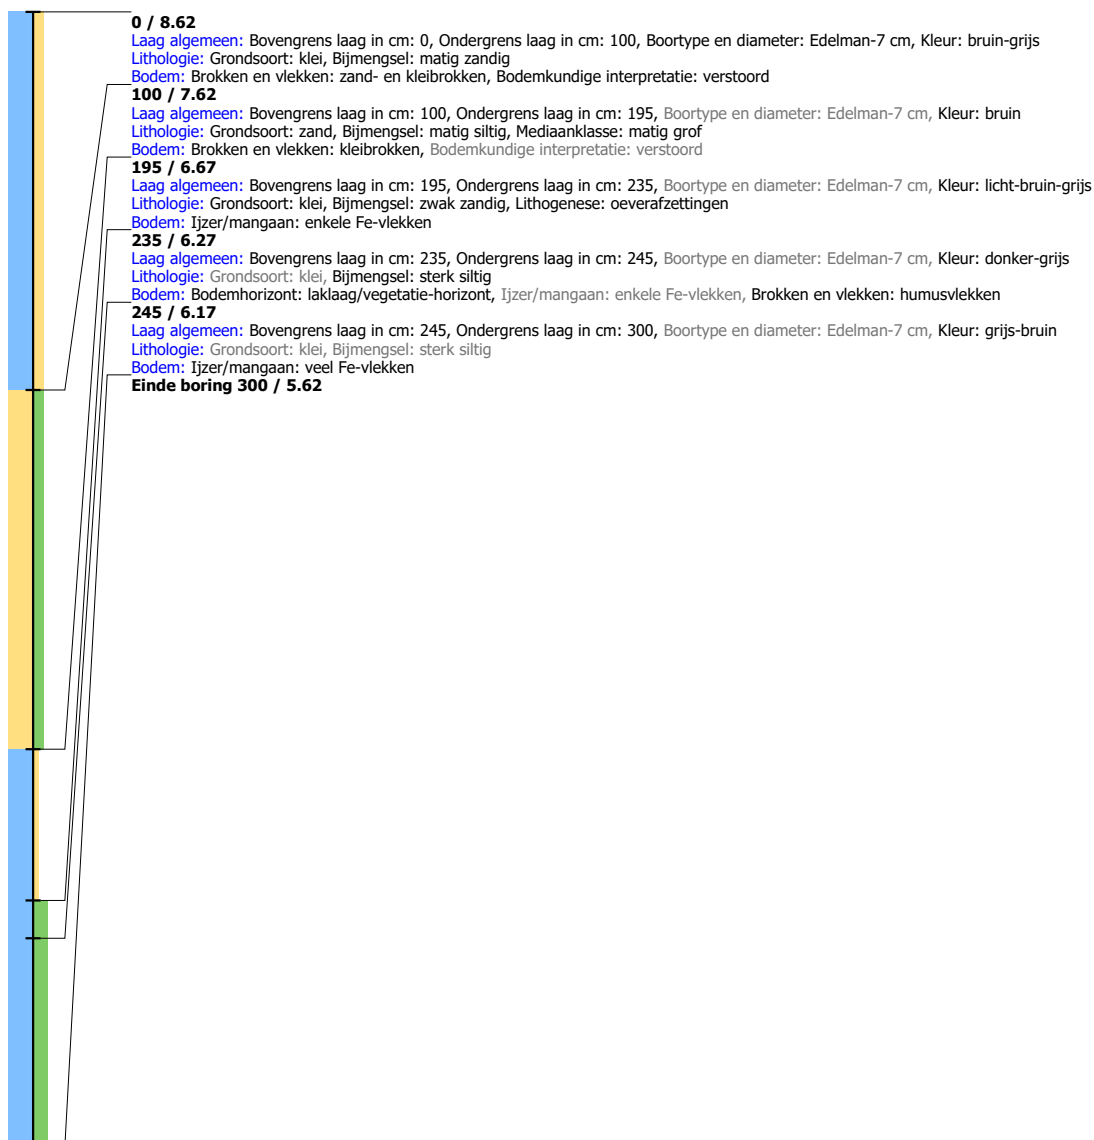 0 / 8.62
Laag algemeen: Bovengrens laag in cm: 0, Ondergrens laag in cm: 100, Boortype en diameter: Edelman-7 cm, Kleur: bruin-grijs
Lithologie: Grondsoort: klei, Bijmengsel: matig zandig
Bodem: Brokken en vlekken: zand- en kleibrokken, Bodemkundige interpretatie: verstoord
100 / 7.62
Laag algemeen: Bovengrens laag in cm: 100, Ondergrens laag in cm: 195, Boortype en diameter: Edelman-7 cm, Kleur: bruin
Lithologie: Grondsoort: zand, Bijmengsel: matig siltig, Mediaanklasse: matig grof
Bodem: Brokken en vlekken: kleibrokken, Bodemkundige interpretatie: verstoord
195 / 6.67
Laag algemeen: Bovengrens laag in cm: 195, Ondergrens laag in cm: 235, Boortype en diameter: Edelman-7 cm, Kleur: licht-bruin-grijs
Lithologie: Grondsoort: klei, Bijmengsel: zwak zandig, Lithogenese: oeverafzettingen
Bodem: Ijzer/mangaan: enkele Fe-vlekken
235 / 6.27
Laag algemeen: Bovengrens laag in cm: 235, Ondergrens laag in cm: 245, Boortype en diameter: Edelman-7 cm, Kleur: donker-grijs
Lithologie: Grondsoort: klei, Bijmengsel: sterk siltig
Bodem: Bodemhorizont: laklaag/vegetatie-horizont, Ijzer/mangaan: enkele Fe-vlekken, Brokken en vlekken: humusvlekken
245 / 6.17
Laag algemeen: Bovengrens laag in cm: 245, Ondergrens laag in cm: 300, Boortype en diameter: Edelman-7 cm, Kleur: grijs-bruin
Lithologie: Grondsoort: klei, Bijmengsel: sterk siltig
Bodem: Ijzer/mangaan: veel Fe-vlekken
Einde boring 300 / 5.62